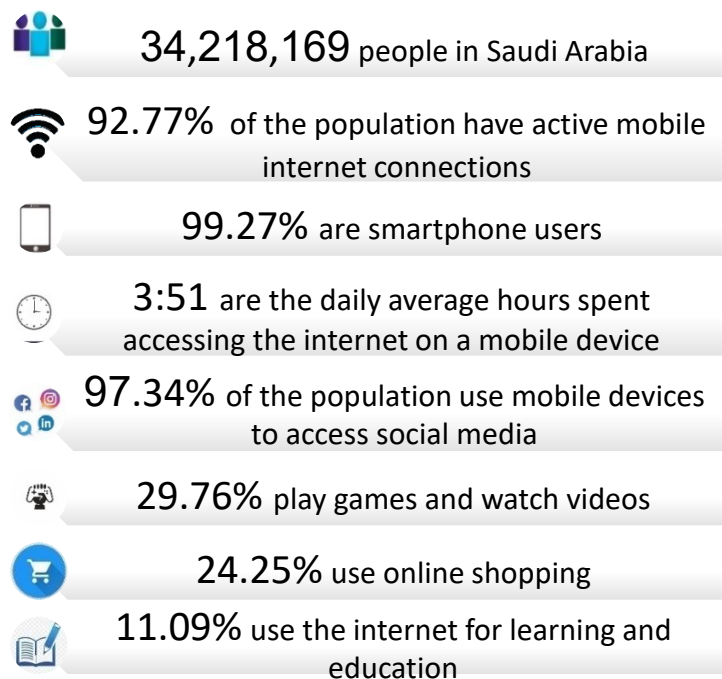 34,218,169 people in Saudi Arabia
92.77% of the population have active mobile
internet connections
99.27% are smartphone users
3:51 are the daily average hours spent
accessing the internet on a mobile device
97.34% of the population use mobile devices
to access social media
29.76% play games and watch videos
24.25% use online shopping
11.09% use the internet for learning and
education